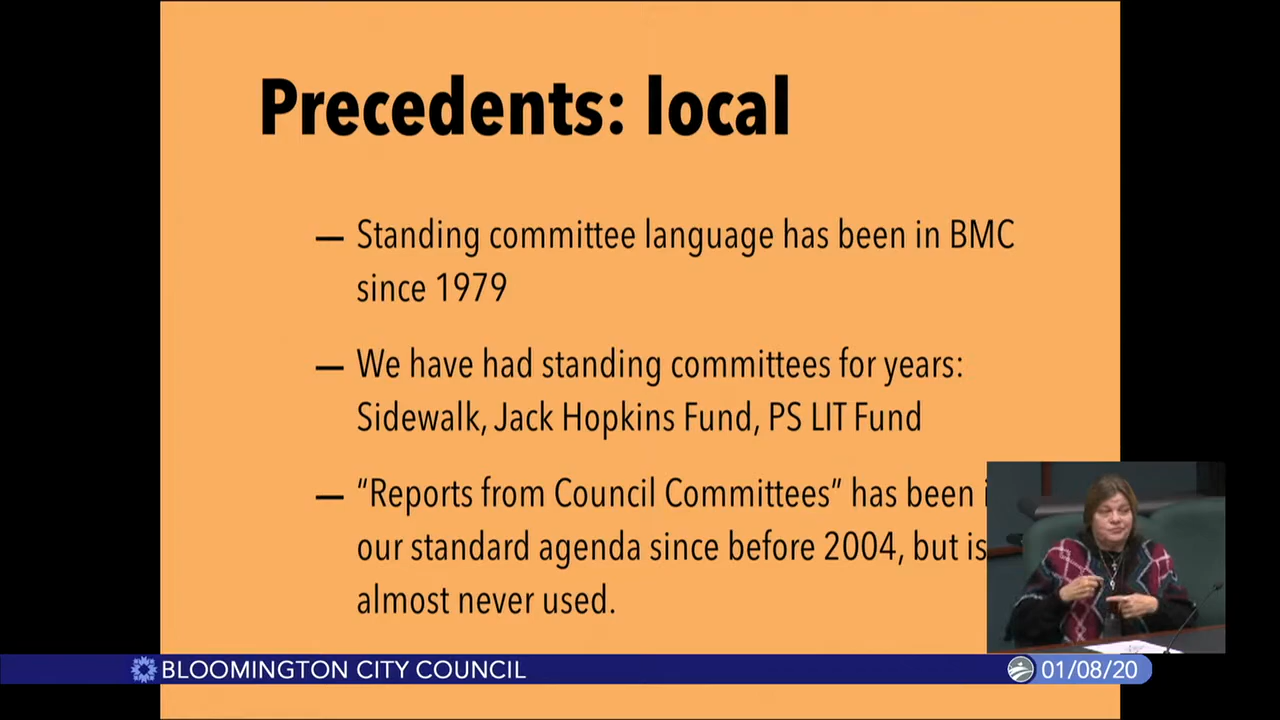 Precedents: local
— Standing committee language has been in BMC
since 1979
— We have had standing committees for years:
Sidewalk, Jack Hopkins Fund, PS LIT Fund
— “Reports from Council Committees” has been
our standard agenda since before 2004, but is
almost never used.
BLOOMINGTON CITY COUNCIL
01/08/20